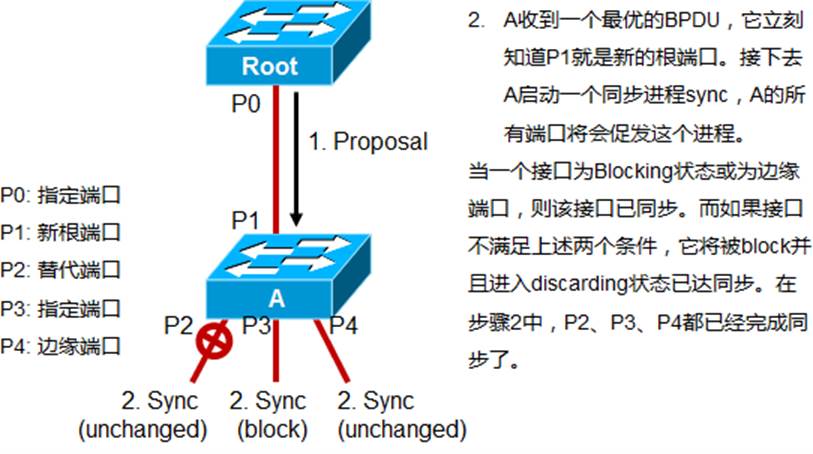 Root
P0
1. Proposal
P0: 指定端口
P1: 新根端口
P2: 替代端口
P3: 指定端口
P4: 边缘端口
P1
A
P2
P3
P4
2. Sync
(unchanged)
2. Sync
(block)
2. Sync
(unchanged)
2. A收到一个最优的BPDU，它立刻
知道P1就是新的根端口。接下去
A启动一个同步进程sync，A的所
有端口将会促发这个进程。
当一个接口为Blocking状态或为边缘
端口，则该接口已同步。而如果接口
不满足上述两个条件，它将被block并
且进入discarding状态已达同步。在
步骤2中，P2、P3、P4都已经完成同
步了。